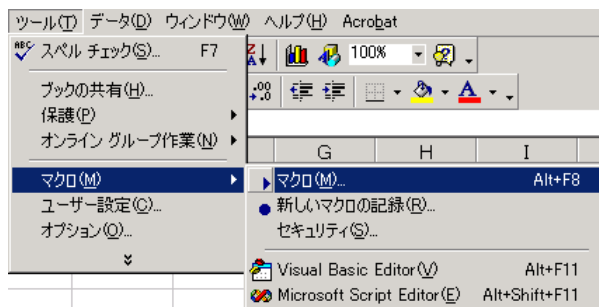 ツール(T) データ(D) ウィンドウ(W) ヘルプ(H) Acrobat
ABC スペル チェック(S)... F7
100%
ブックの共有(H)...
.00
保護(P)
オンライン グループ作業(N)
G H I
マクロ(M)
マクロ(M)... Alt+F8
ユーザー設定(C)...
新しいマクロの記録(R)...
オプション(O)...
セキュリティ(S)...
Visual Basic Editor(V) Alt+F11
Microsoft Script Editor(E) Alt+Shift+F11